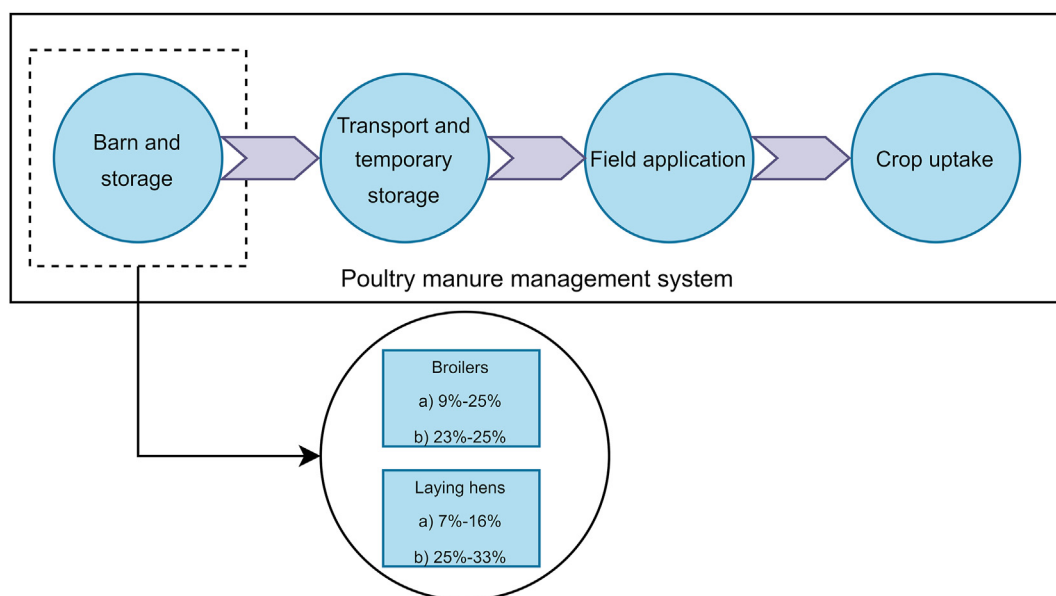 Barn and
storage
Transport and
temporary
storage
Field application
Crop uptake
Poultry manure management system
Broilers
a) 9%-25%
b) 23%-25%
Laying hens
a) 7%-16%
b) 25%-33%